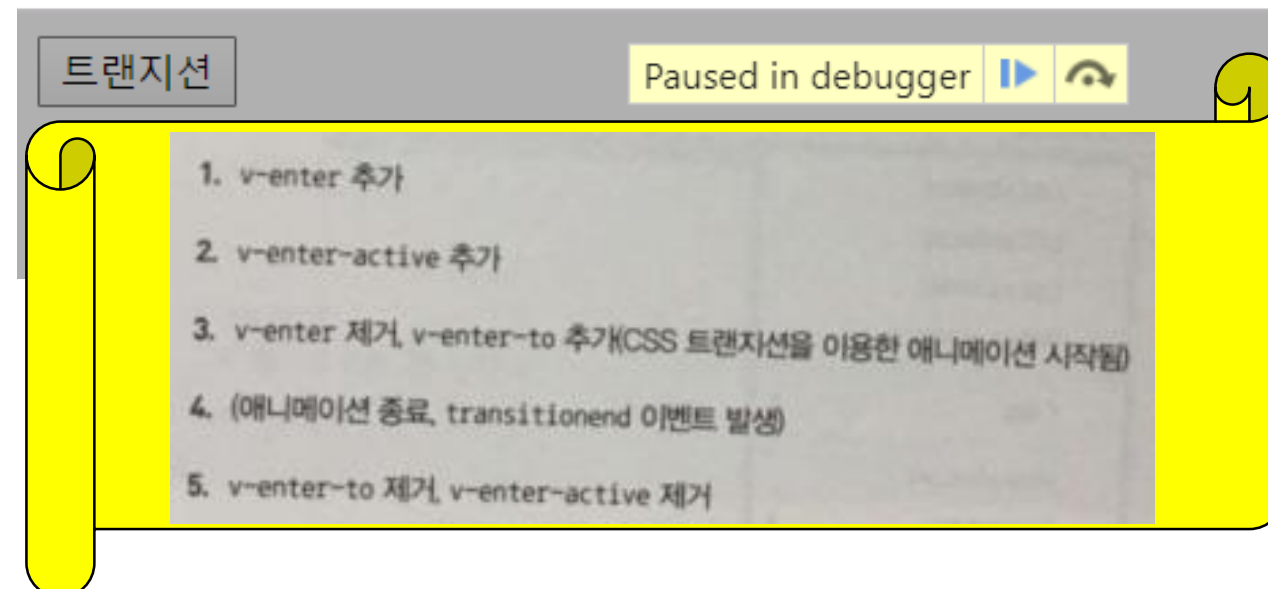 트랜지션
Paused in debugger
1. v-enter 추가
2. v-enter-active 추가
3. v-enter 제거, v-enter-to 추가(CSS 트랜지션을 이용한 애니메이션 시작됨)
4. (애니메이션 종료, transitionend 이벤트 발생)
5. v-enter-to 제거, v-enter-active 제거